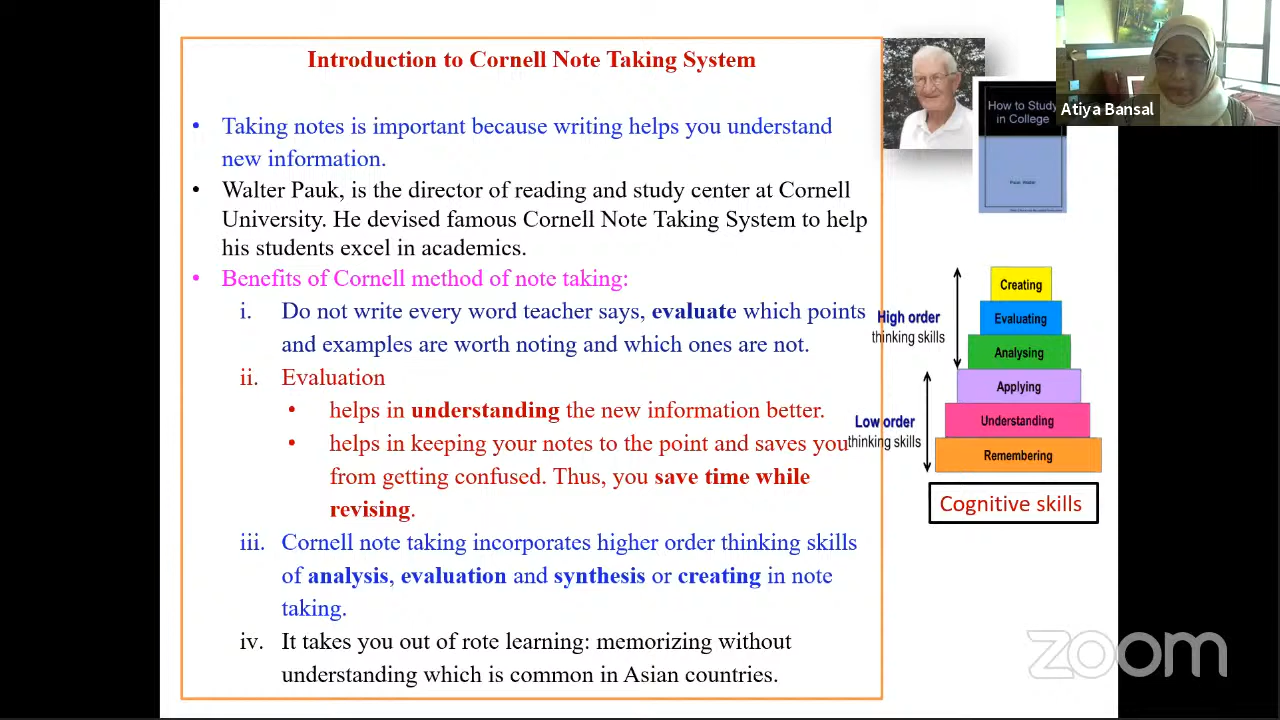 Introduction to Cornell Note Taking System
• Taking notes is important because writing helps you understand
new information.
• Walter Pauk, is the director of reading and study center at Cornell
University. He devised famous Cornell Note Taking System to help
his students excel in academics.
• Benefits of Cornell method of note taking:
i. Do not write every word teacher says, evaluate which points
and examples are worth noting and which ones are not.
ii. Evaluation
• helps in understanding the new information better.
• helps in keeping your notes to the point and saves you
from getting confused. Thus, you save time while
revising.
iii. Cornell note taking incorporates higher order thinking skills
of analysis, evaluation and synthesis or creating in note
taking.
iv. It takes you out of rote learning: memorizing without
understanding which is common in Asian countries.
How to Study
in College
Pauk, Walter
Atiya Bansal
High order
thinking skills
Low order
thinking skills
Creating
Evaluating
Analysing
Applying
Understanding
Remembering
Cognitive skills
zoom